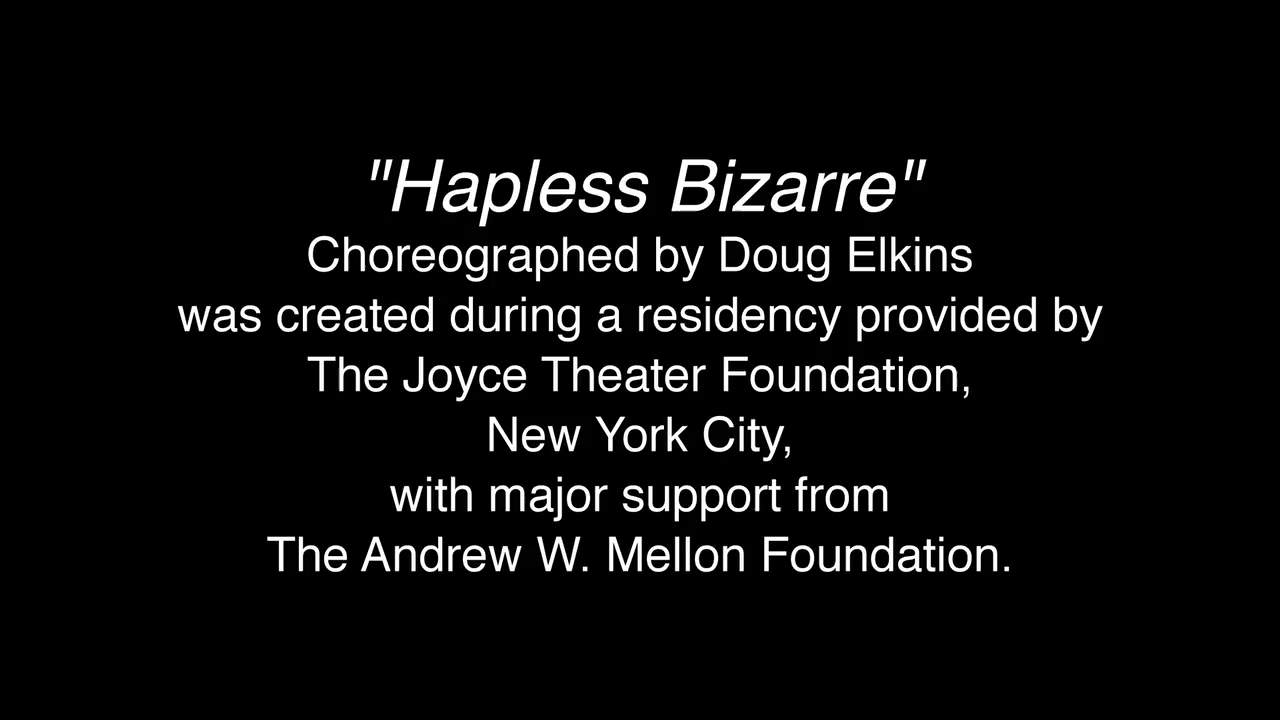 "Hapless Bizarre"
Choreographed by Doug Elkins
was created during a residency provided by
The Joyce Theater Foundation,
New York City,
with major support from
The Andrew W. Mellon Foundation.